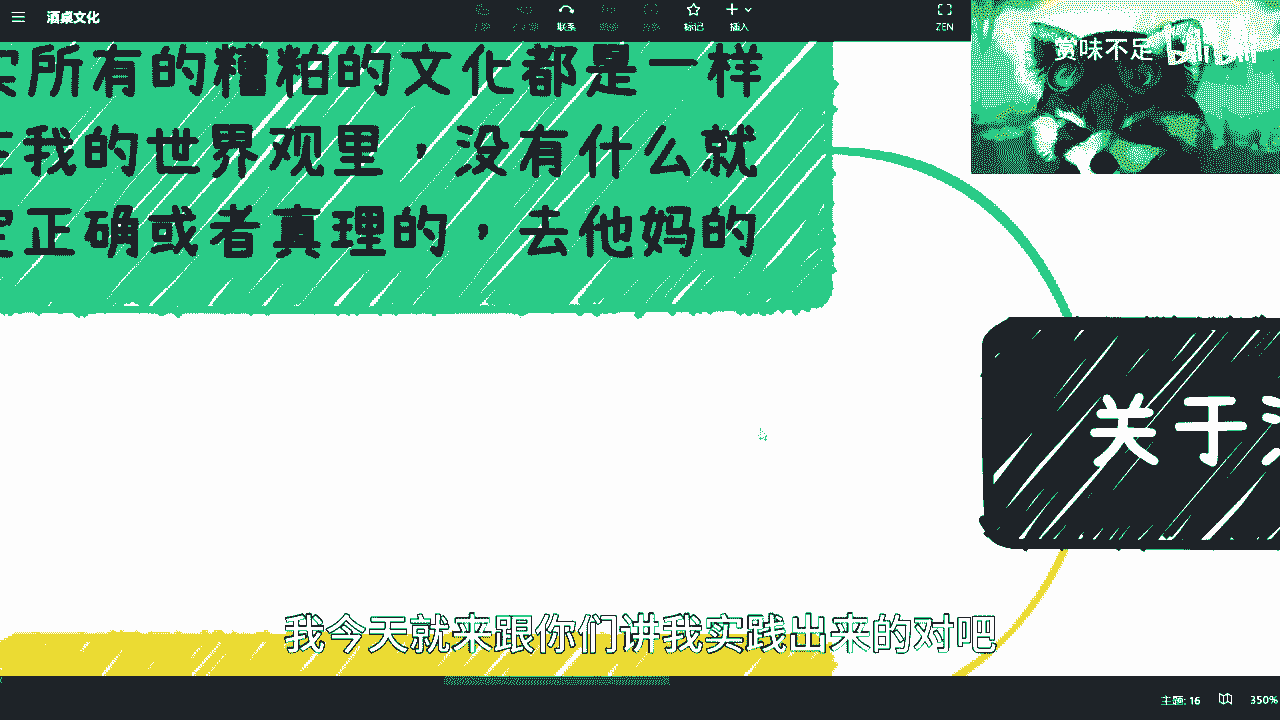 酒桌文化
联系
标记
插入
ZEN
赏味不足 bilibili
实所有的糟粕的文化都是一样
在我的世界观里，没有什么就
定正确或者真理的，去他妈的
关于
我今天就来跟你们讲我实践出来的对吧
主题: 16
350%